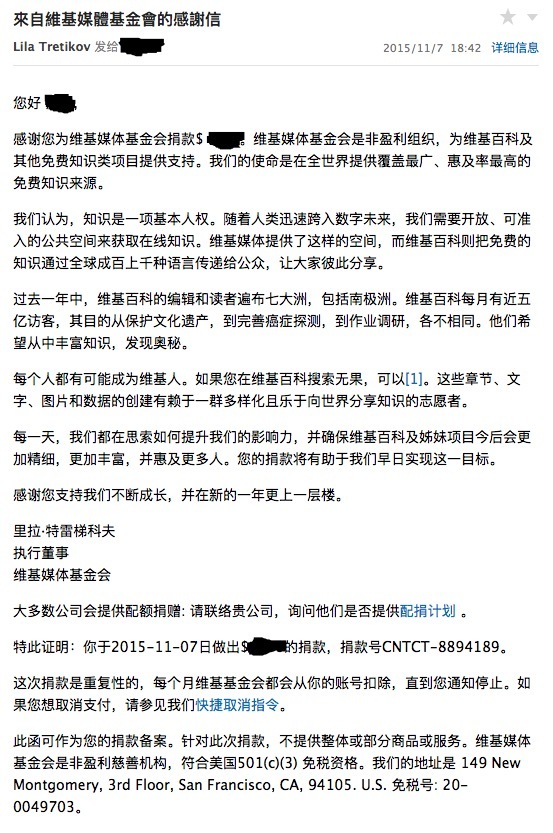 來自維基媒體基金會的感謝信
Lila Tretikov 发给
2015/11/7 18:42 详细信息
您好
感谢您为维基媒体基金会捐款$ 。维基媒体基金会是非盈利组织，为维基百科及
其他免费知识类项目提供支持。我们的使命是在全世界提供覆盖最广、惠及率最高的
免费知识来源。
我们认为，知识是一项基本人权。随着人类迅速跨入数字未来，我们需要开放、可准
入的公共空间来获取在线知识。维基媒体提供了这样的空间，而维基百科则把免费的
知识通过全球成百上千种语言传递给公众，让大家彼此分享。
过去一年中，维基百科的编辑和读者遍布七大洲，包括南极洲。维基百科每月有近五
亿访客，其目的从保护文化遗产，到完善癌症探测，到作业调研，各不相同。他们希
望从中丰富知识，发现奥秘。
每个人都有可能成为维基人。如果您在维基百科搜索无果，可以[1]。这些章节、文
字、图片和数据的创建有赖于一群多样化且乐于向世界分享知识的志愿者。
每一天，我们都在思索如何提升我们的影响力，并确保维基百科及姊妹项目今后会更
加精细，更加丰富，并惠及更多人。您的捐款将有助于我们早日实现这一目标。
感谢您支持我们不断成长，并在新的一年更上一层楼。
里拉·特雷梯科夫
执行董事
维基媒体基金会
大多数公司会提供配额捐赠: 请联络贵公司，询问他们是否提供配捐计划 。
特此证明：你于2015-11-07日做出$ 的捐款，捐款号CNTCT-8894189。
这次捐款是重复性的，每个月维基基金会都会从你的账号扣除，直到您通知停止。如
果您想取消支付，请参见我们快捷取消指令。
此函可作为您的捐款备案。针对此次捐款，不提供整体或部分商品或服务。维基媒体
基金会是非盈利慈善机构，符合美国501(c)(3) 免税资格。我们的地址是 149 New
Montgomery, 3rd Floor, San Francisco, CA, 94105. U.S. 免税号: 20-
0049703。